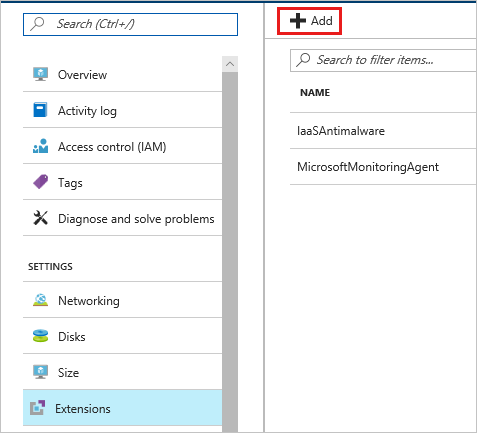 Search (Ctrl+/)
Overview
Activity log
Access control (IAM)
Tags
Diagnose and solve problems
SETTINGS
Networking
Disks
Size
Extensions
Add
Search to filter items...
NAME
IaaSAntimalware
MicrosoftMonitoringAgent